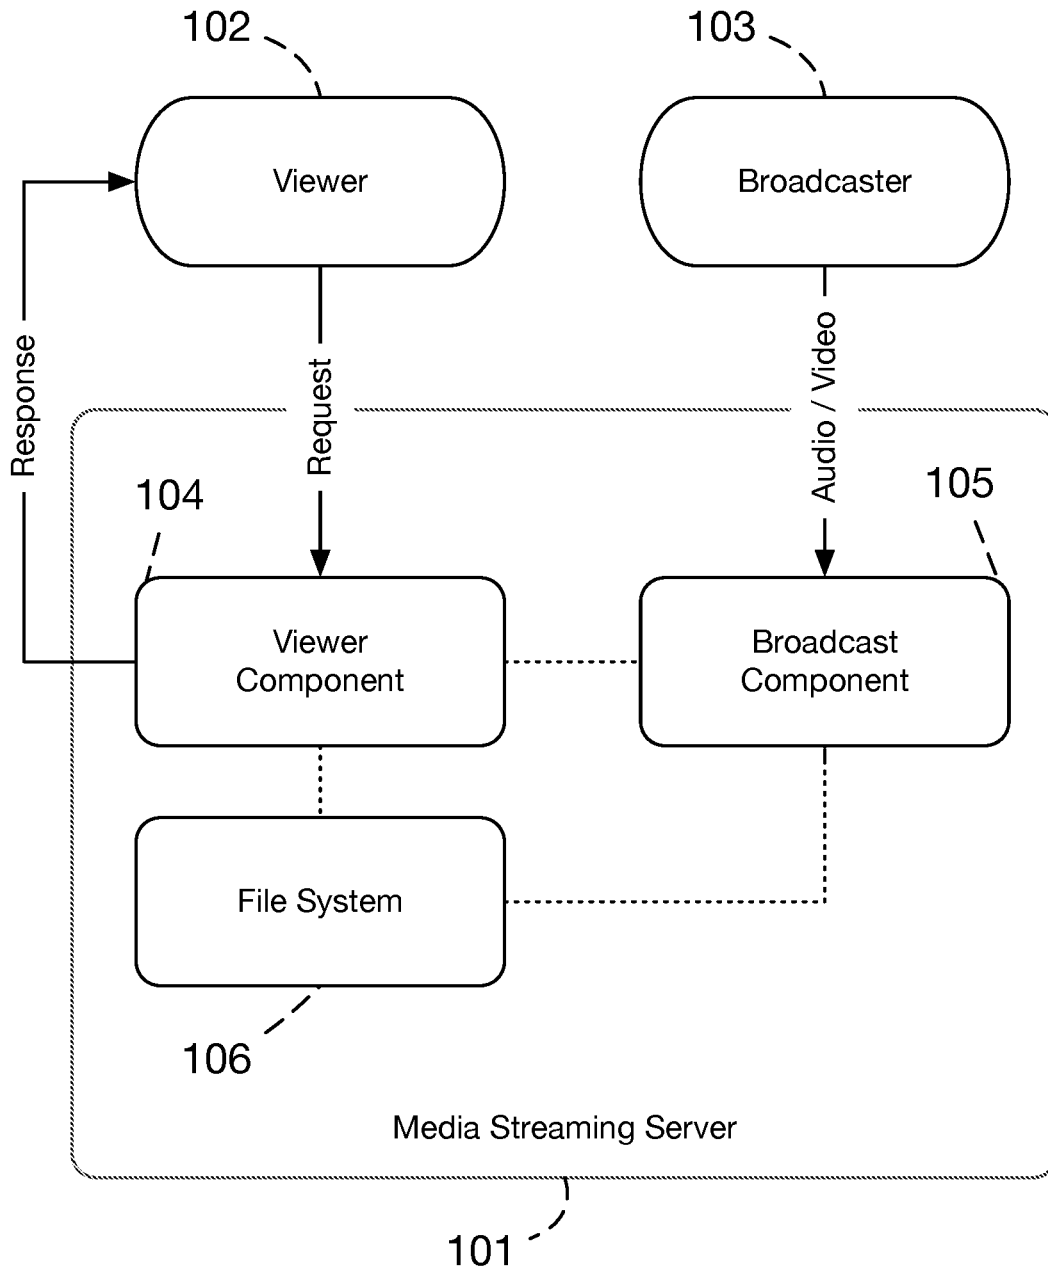 102
103
Viewer
Broadcaster
Response
Request
Audio / Video
104
105
Viewer
Component
Broadcast
Component
File System
106
Media Streaming Server
101